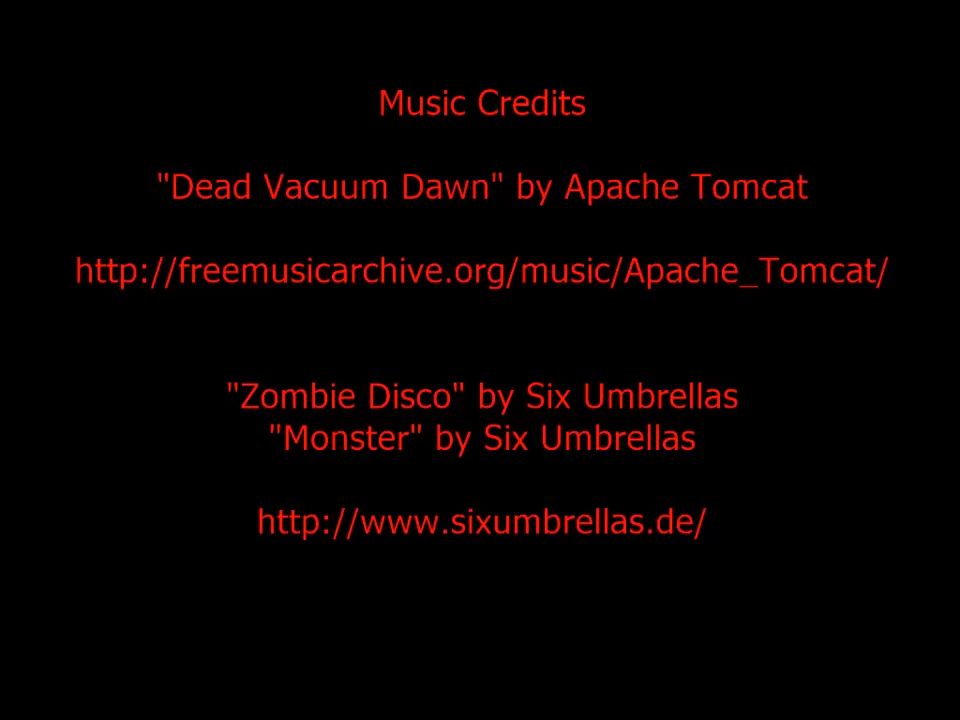 Music Credits
"Dead Vacuum Dawn" by Apache Tomcat
http://freemusicarchive.org/music/Apache_Tomcat/
"Zombie Disco" by Six Umbrellas
"Monster" by Six Umbrellas
http://www.sixumbrellas.de/